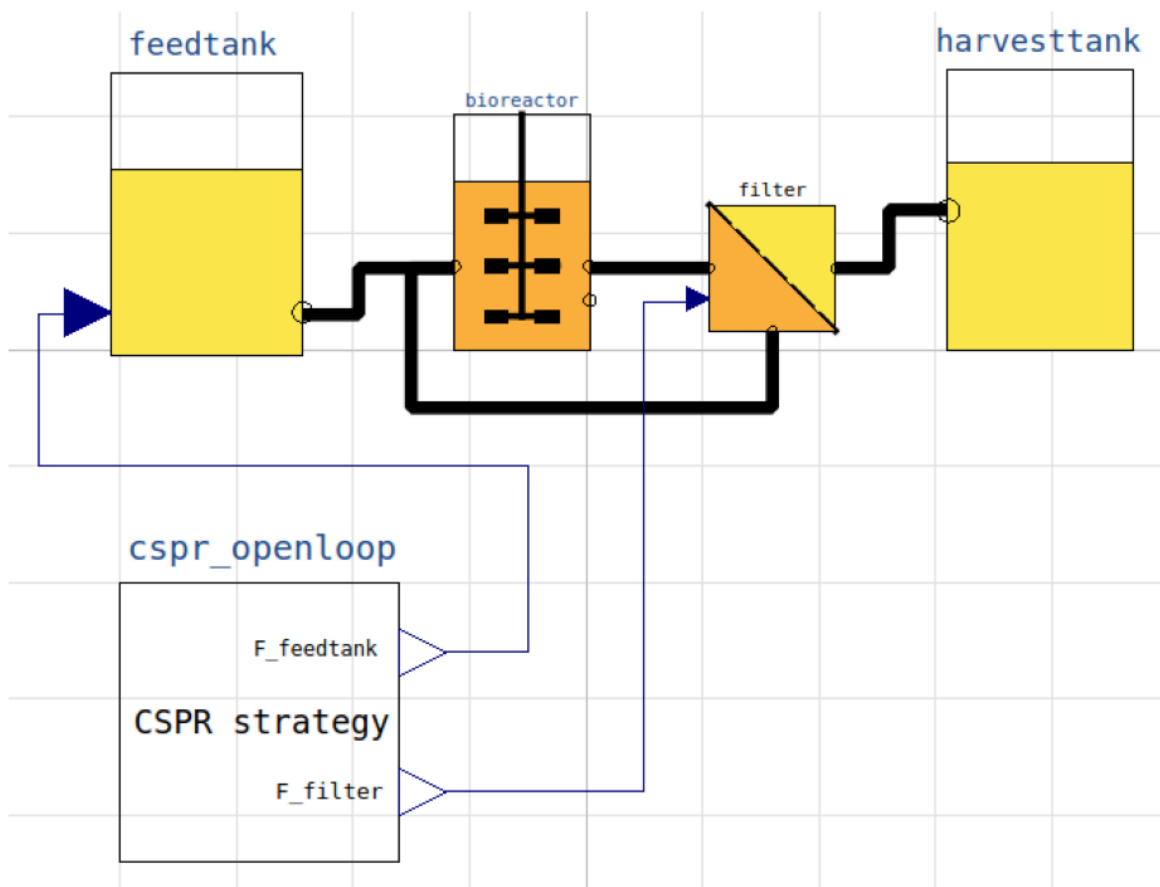 feedtank
harvesttank
bioreactor
filter
cspr_openloop
F_feedtank
CSPR strategy
F_filter